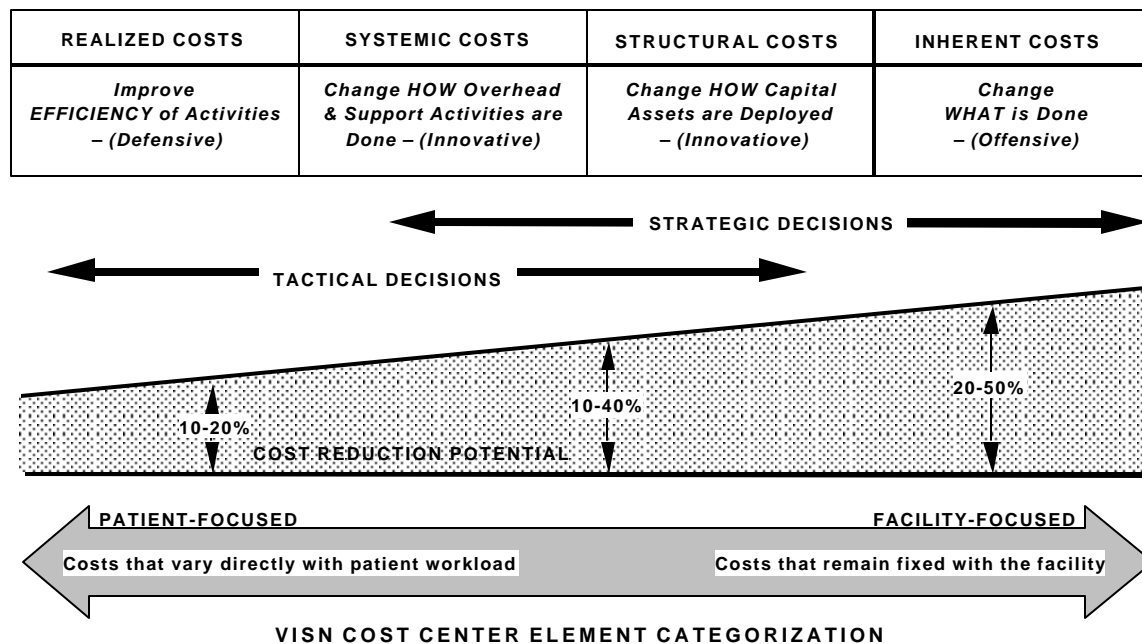 REALIZED COSTS
SYSTEMIC COSTS
STRUCTURAL COSTS
INHERENT COSTS
Improve
EFFICIENCY of Activities
– (Defensive)
Change HOW Overhead
& Support Activities are
Done – (Innovative)
Change HOW Capital
Assets are Deployed
– (Innovatiove)
Change
WHAT is Done
– (Offensive)
STRATEGIC DECISIONS
TACTICAL DECISIONS
10-20%
10-40%
20-50%
COST REDUCTION POTENTIAL
PATIENT-FOCUSED
FACILITY-FOCUSED
Costs that vary directly with patient workload
Costs that remain fixed with the facility
VISN COST CENTER ELEMENT CATEGORIZATION